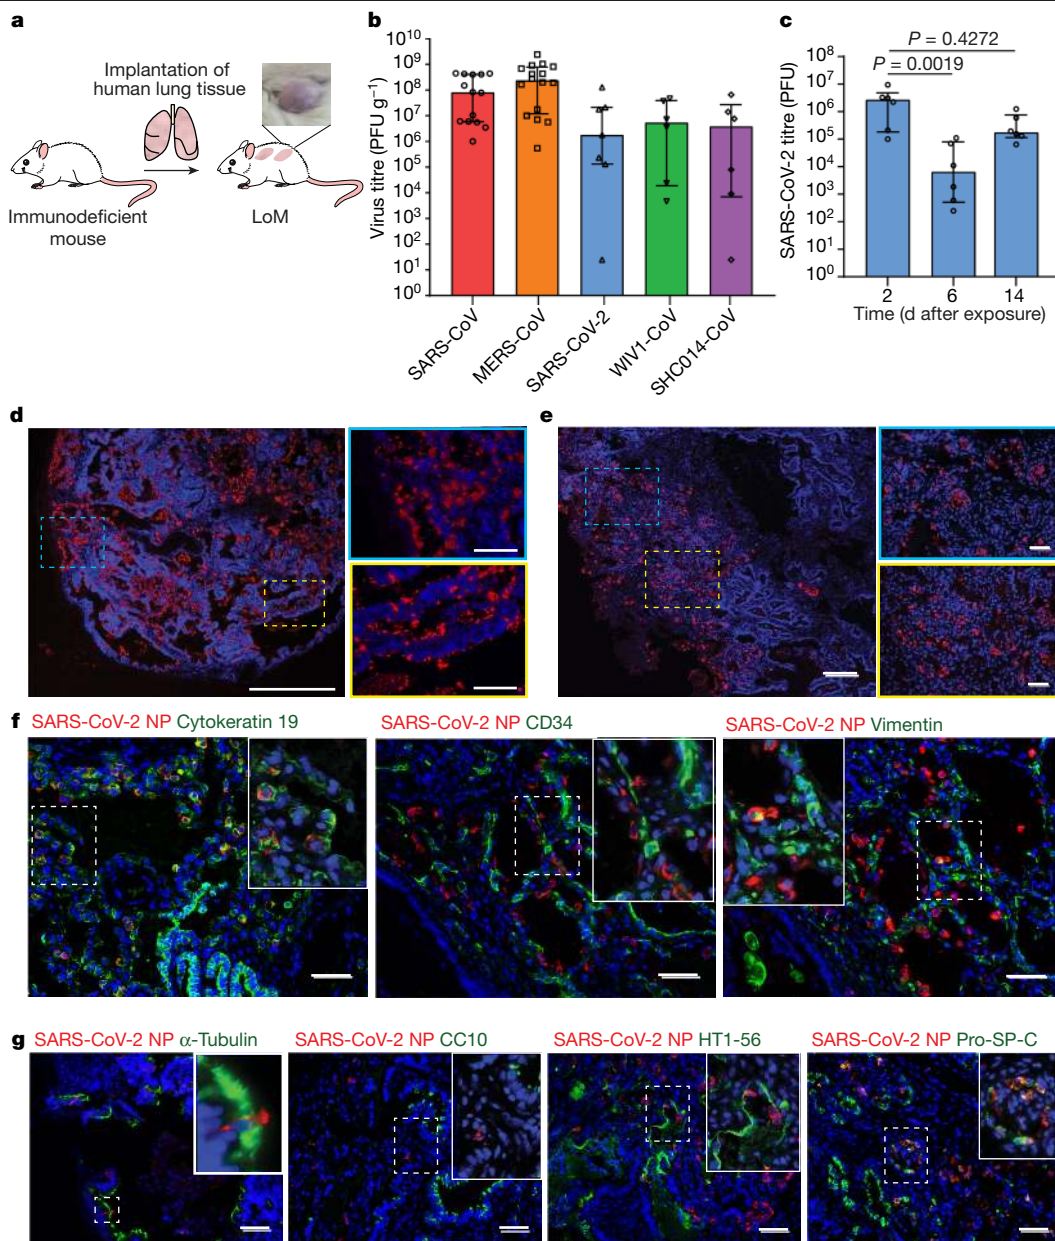 a
Implantation of
human lung tissue
Immunodeficient
mouse
LoM
b
Virus titre (PFU g⁻¹)
10¹⁰
10⁹
10⁸
10⁷
10⁶
10⁵
10⁴
10³
10²
10¹
10⁰
SARS-CoV
MERS-CoV
SARS-CoV-2
WIV1-CoV
SHC014-CoV
c
P = 0.4272
P = 0.0019
SARS-CoV-2 titre (PFU)
10⁸
10⁷
10⁶
10⁵
10⁴
10³
10²
10¹
10⁰
2 6 14
Time (d after exposure)
d
e
f
SARS-CoV-2 NP Cytokeratin 19
SARS-CoV-2 NP CD34
SARS-CoV-2 NP Vimentin
g
SARS-CoV-2 NP α-Tubulin
SARS-CoV-2 NP CC10
SARS-CoV-2 NP HT1-56
SARS-CoV-2 NP Pro-SP-C